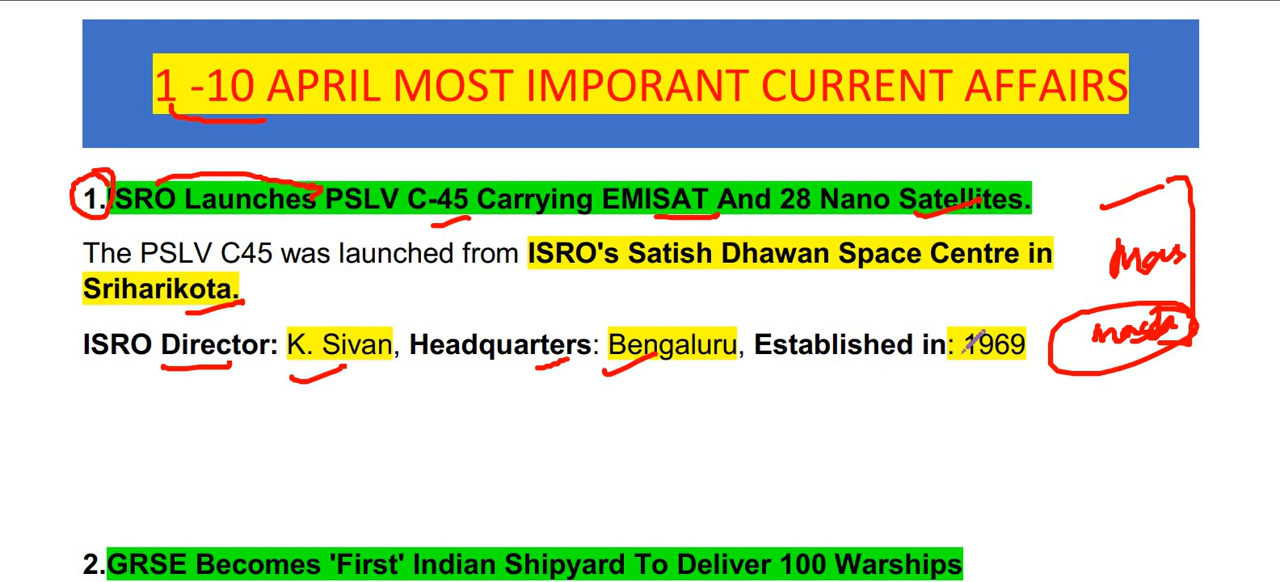 1 -10 APRIL MOST IMPORANT CURRENT AFFAIRS
1.ISRO Launches PSLV C-45 Carrying EMISAT And 28 Nano Satellites.
The PSLV C45 was launched from ISRO's Satish Dhawan Space Centre in
Sriharikota.
ISRO Director: K. Sivan, Headquarters: Bengaluru, Established in: 1969
2.GRSE Becomes 'First' Indian Shipyard To Deliver 100 Warships